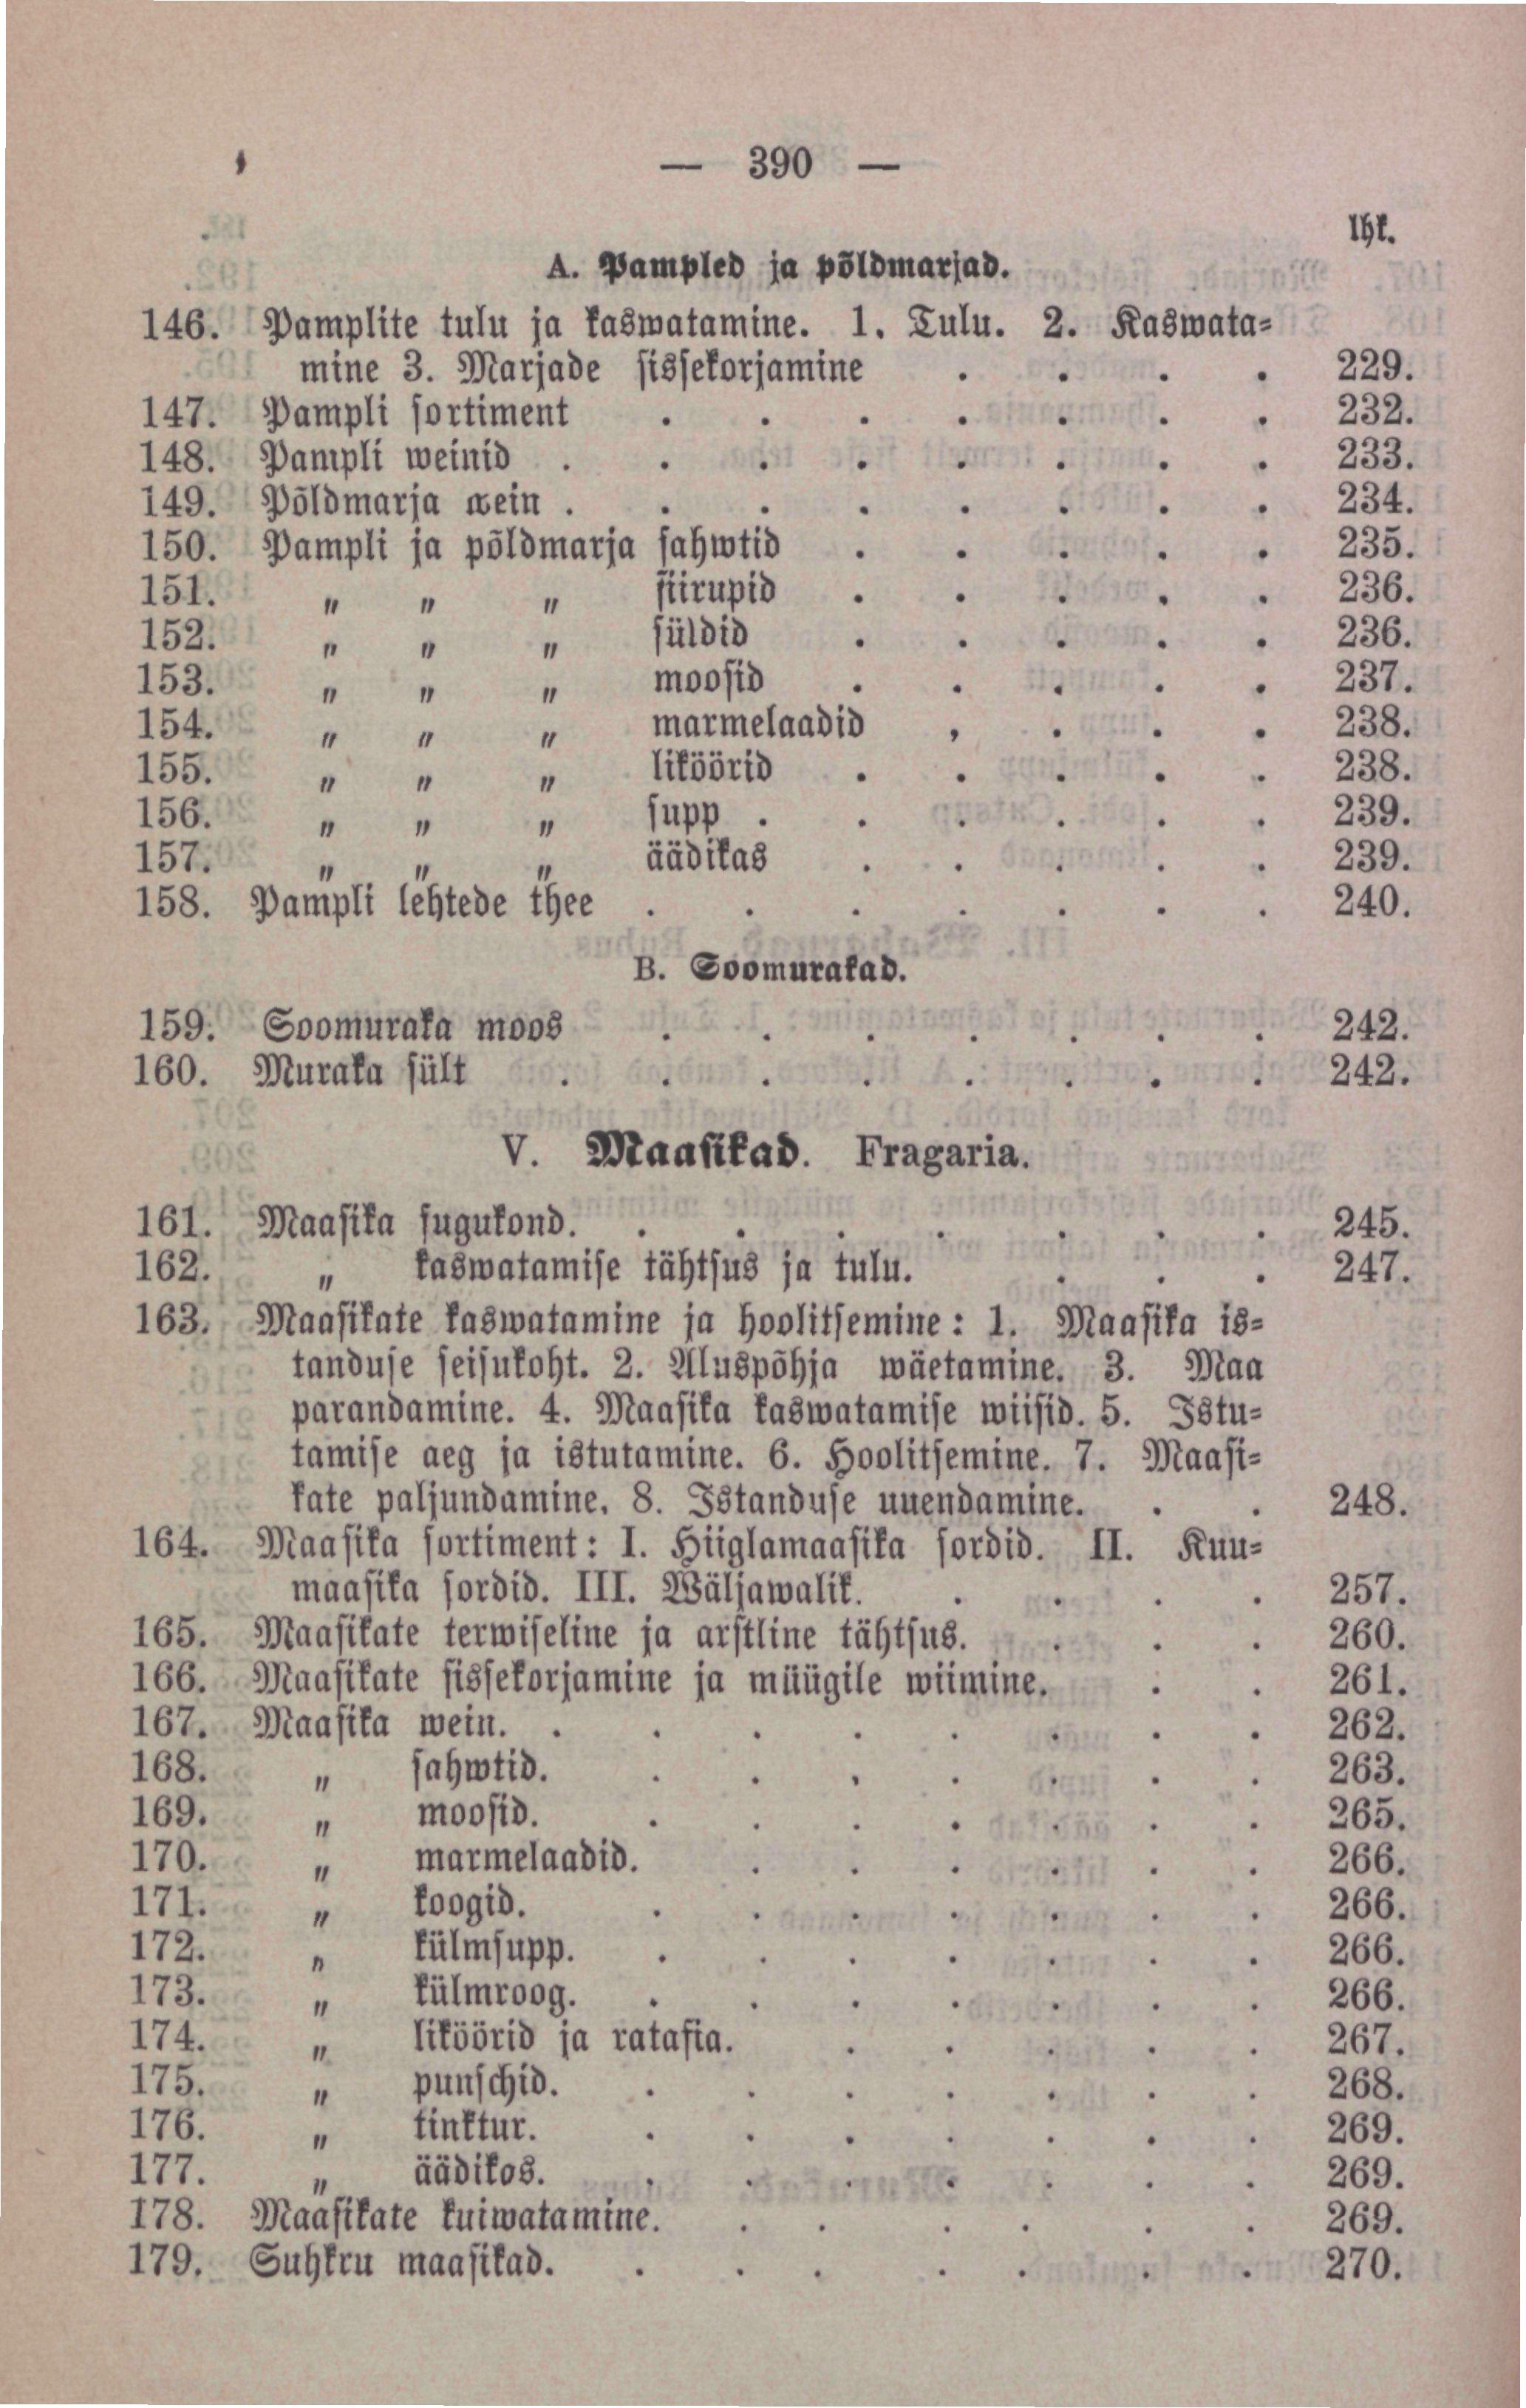 — 390 —
lhk.
A. Pampled ja põldmarjad.
146. Pamplite tulu ja kaswatamine. 1. Tulu. 2. Kaswata-
mine 3. Marjade sissekorjamine . . . . 229.
147. Pampli sortiment . . . . . . . 232.
148. Pampli weinid . . . . . . . . 233.
149. Põldmarja wein . . . . . . . . 234.
150. Pampli ja põldmarja sahwtid . . . . . 235.
151. „ „ „ siirupid . . . . . 236.
152. „ „ „ süldid . . . . . 236.
153. „ „ „ moosid . . . . . 237.
154. „ „ „ marmelaadid , . . . 238.
155. „ „ „ liköörid . . . . . 238.
156. „ „ „ supp . . . . . . 239.
157. „ „ „ äädikas . . . . . 239.
158. Pampli lehtede thee . . . . . . . 240.
B. Soomurakad.
159. Soomuraka moos . . . . . . . 242.
160. Muraka sült . . . . . . . . 242.
V. Maasikad. Fragaria.
161. Maasika sugukond. . . . . . . . 245.
162. „ kaswatamise tähtsus ja tulu. . . . 247.
163. Maasikate kaswatamine ja hoolitsemine: 1. Maasika is-
tanduse seisukoht. 2. Aluspõhja wäetamine. 3. Maa
parandamine. 4. Maasika kaswatamise wiisid. 5. Istu-
tamise aeg ja istutamine. 6. Hoolitsemine. 7. Maasi-
kate paljundamine. 8. Istanduse uuendamine. . . 248.
164. Maasika sortiment: I. Hiiglamaasika sordid. II. Kuu-
maasika sordid. III. Wäljawalik. . . . . 257.
165. Maasikate terwiseline ja arstline tähtsus. . . . 260.
166. Maasikate sissekorjamine ja müügile wiimine. . . 261.
167. Maasika wein. . . . . . . . . 262.
168. „ sahwtid. . . . . . . . 263.
169. „ moosid. . . . . . . . 265.
170. „ marmelaadid. . . . . . . 266.
171. „ koogid. . . . . . . . 266.
172. „ külmsupp. . . . . . . . 266.
173. „ külmroog. . . . . . . . 266.
174. „ liköörid ja ratafia. . . . . . 267.
175. „ punschid. . . . . . . . 268.
176. „ tinktur. . . . . . . . 269.
177. „ äädikos. . . . . . . . 269.
178. Maasikate kuiwatamine. . . . . . . 269.
179. Suhkru maasikad. . . . . . . . 270.